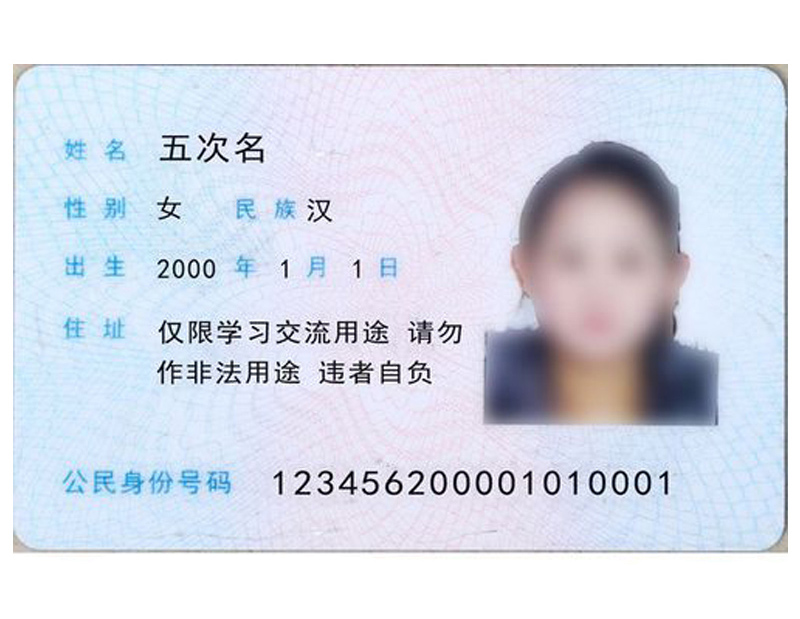 姓名 五次名
性别 女 民族 汉
出生 2000 年 1 月 1 日
住址 仅限学习交流用途 请勿
作非法用途 违者自负
公民身份号码 123456200001010001